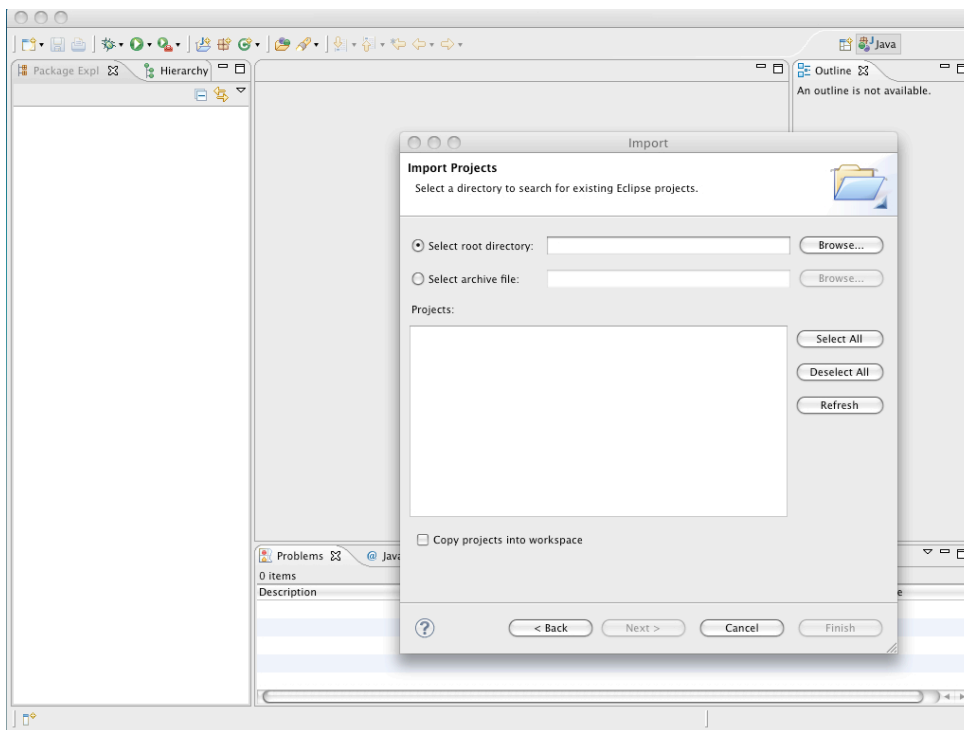 Java
Package Expl
Hierarchy
Outline
An outline is not available.
Import
Import Projects
Select a directory to search for existing Eclipse projects.
Select root directory:
Browse...
Select archive file:
Browse...
Projects:
Select All
Deselect All
Refresh
Copy projects into workspace
Problems
@ Java
0 items
Description
e
?
< Back
Next >
Cancel
Finish